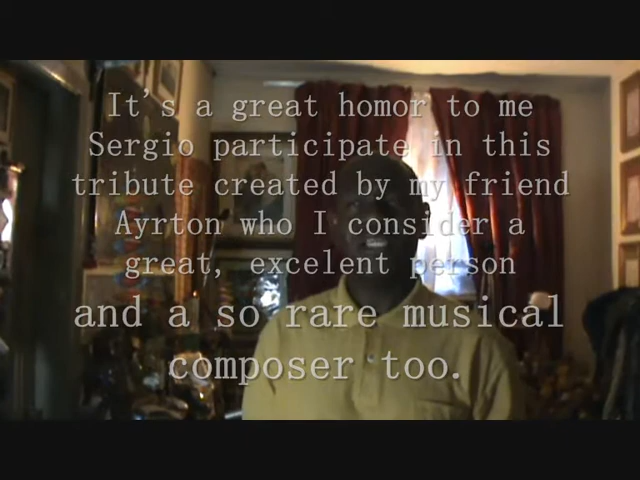 It's a great homor to me
Sergio participate in this
tribute created by my friend
Ayrton who I consider a
great, excelent person
and a so rare musical
composer too.